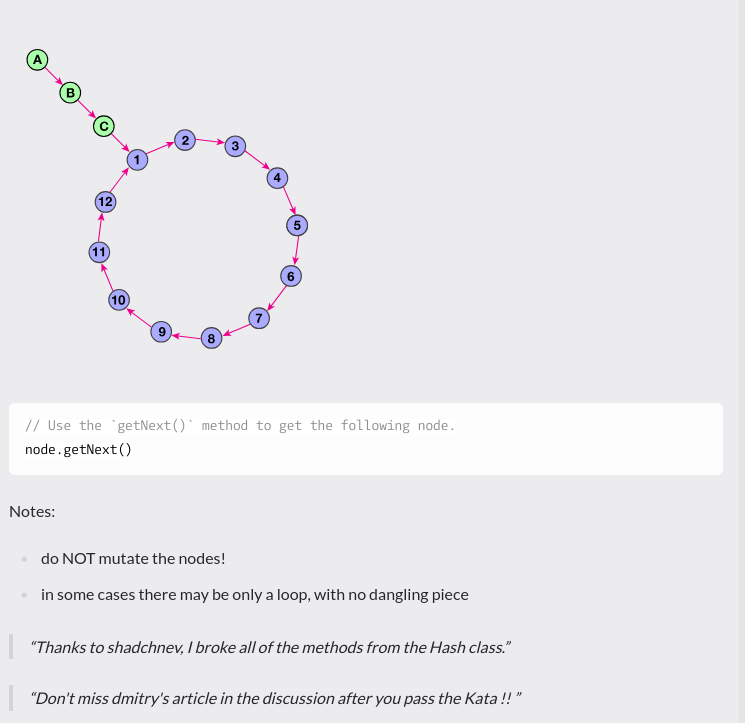 A
B
C
1
2
3
4
5
6
7
8
9
10
11
12
// Use the `getNext()` method to get the following node.
node.getNext()
Notes:
do NOT mutate the nodes!
in some cases there may be only a loop, with no dangling piece
“Thanks to shadchnev, I broke all of the methods from the Hash class.”
“Don't miss dmitry's article in the discussion after you pass the Kata !! ”